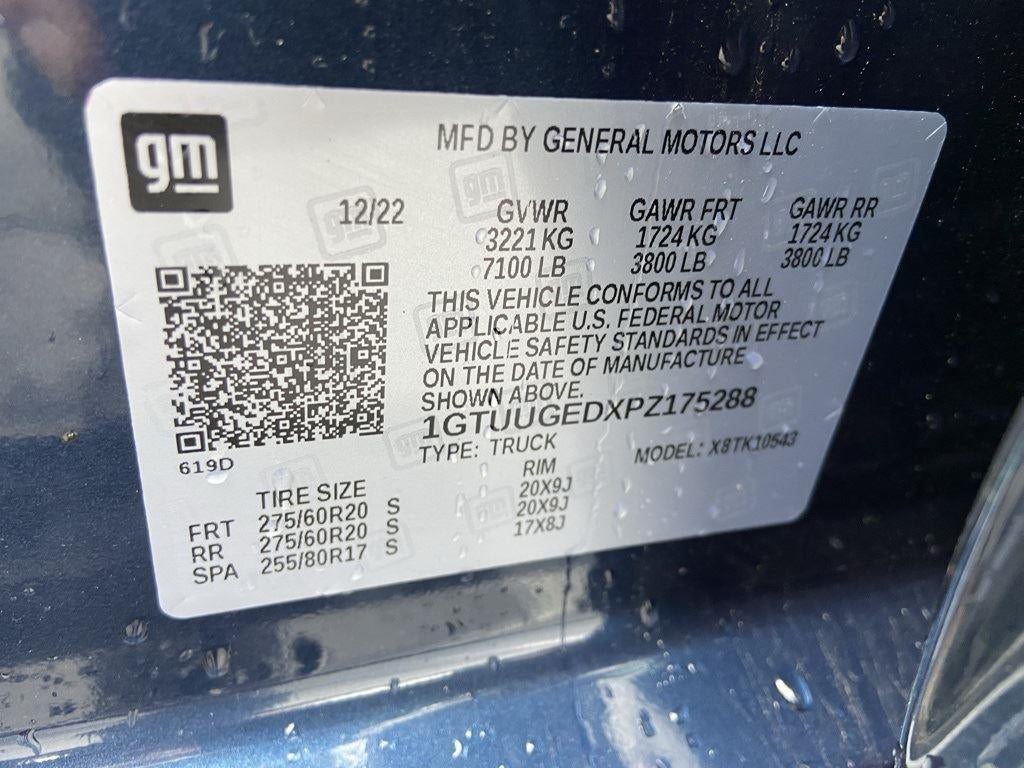 gm
MFD BY GENERAL MOTORS LLC
12/22 GVWR GAWR FRT GAWR RR
3221 KG 1724 KG 1724 KG
7100 LB 3800 LB 3800 LB
THIS VEHICLE CONFORMS TO ALL
APPLICABLE U.S. FEDERAL MOTOR
VEHICLE SAFETY STANDARDS IN EFFECT
ON THE DATE OF MANUFACTURE
SHOWN ABOVE.
1GTUUGEDXPZ175288
TYPE: TRUCK MODEL: X8TK10543
619D
TIRE SIZE RIM
FRT 275/60R20 S 20X9J
RR 275/60R20 S 20X9J
SPA 255/80R17 S 17X8J